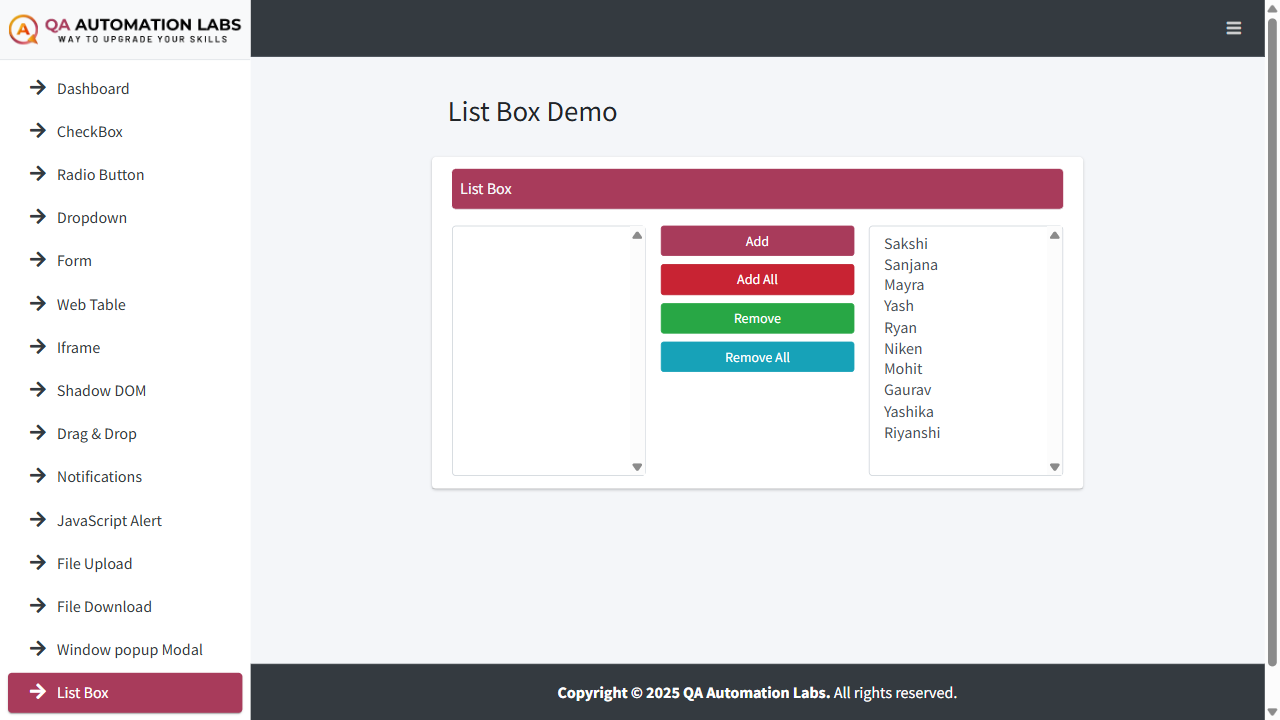 QA AUTOMATION LABS
WAY TO UPGRADE YOUR SKILLS
Dashboard
CheckBox
Radio Button
Dropdown
Form
Web Table
Iframe
Shadow DOM
Drag & Drop
Notifications
JavaScript Alert
File Upload
File Download
Window popup Modal
List Box
List Box Demo
List Box
Add
Add All
Remove
Remove All
Sakshi
Sanjana
Mayra
Yash
Ryan
Niken
Mohit
Gaurav
Yashika
Riyanshi
Copyright © 2025 QA Automation Labs. All rights reserved.